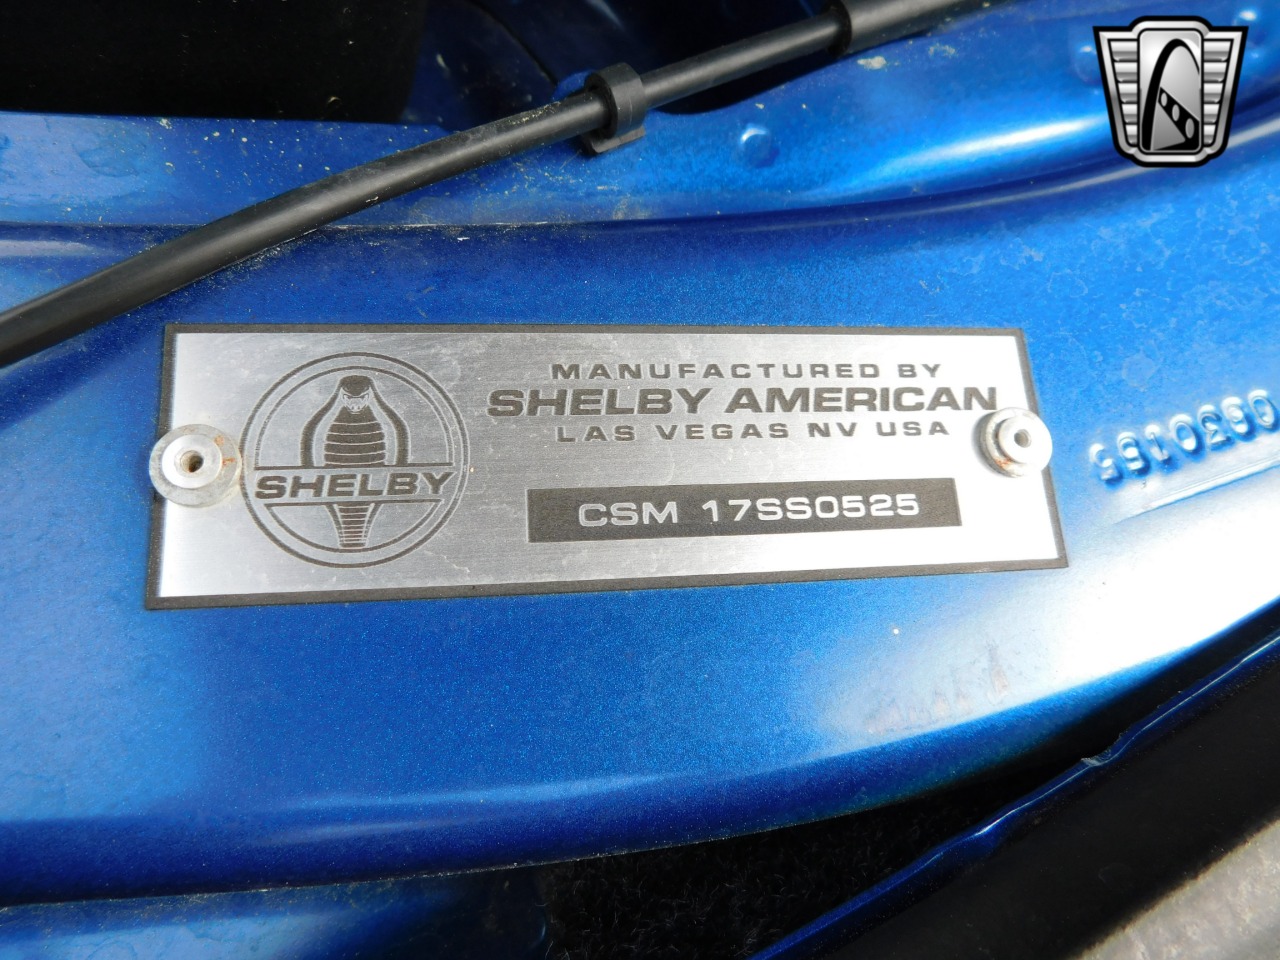 MANUFACTURED BY
SHELBY AMERICAN
LAS VEGAS NV USA
SHELBY
CSM 17SS0525